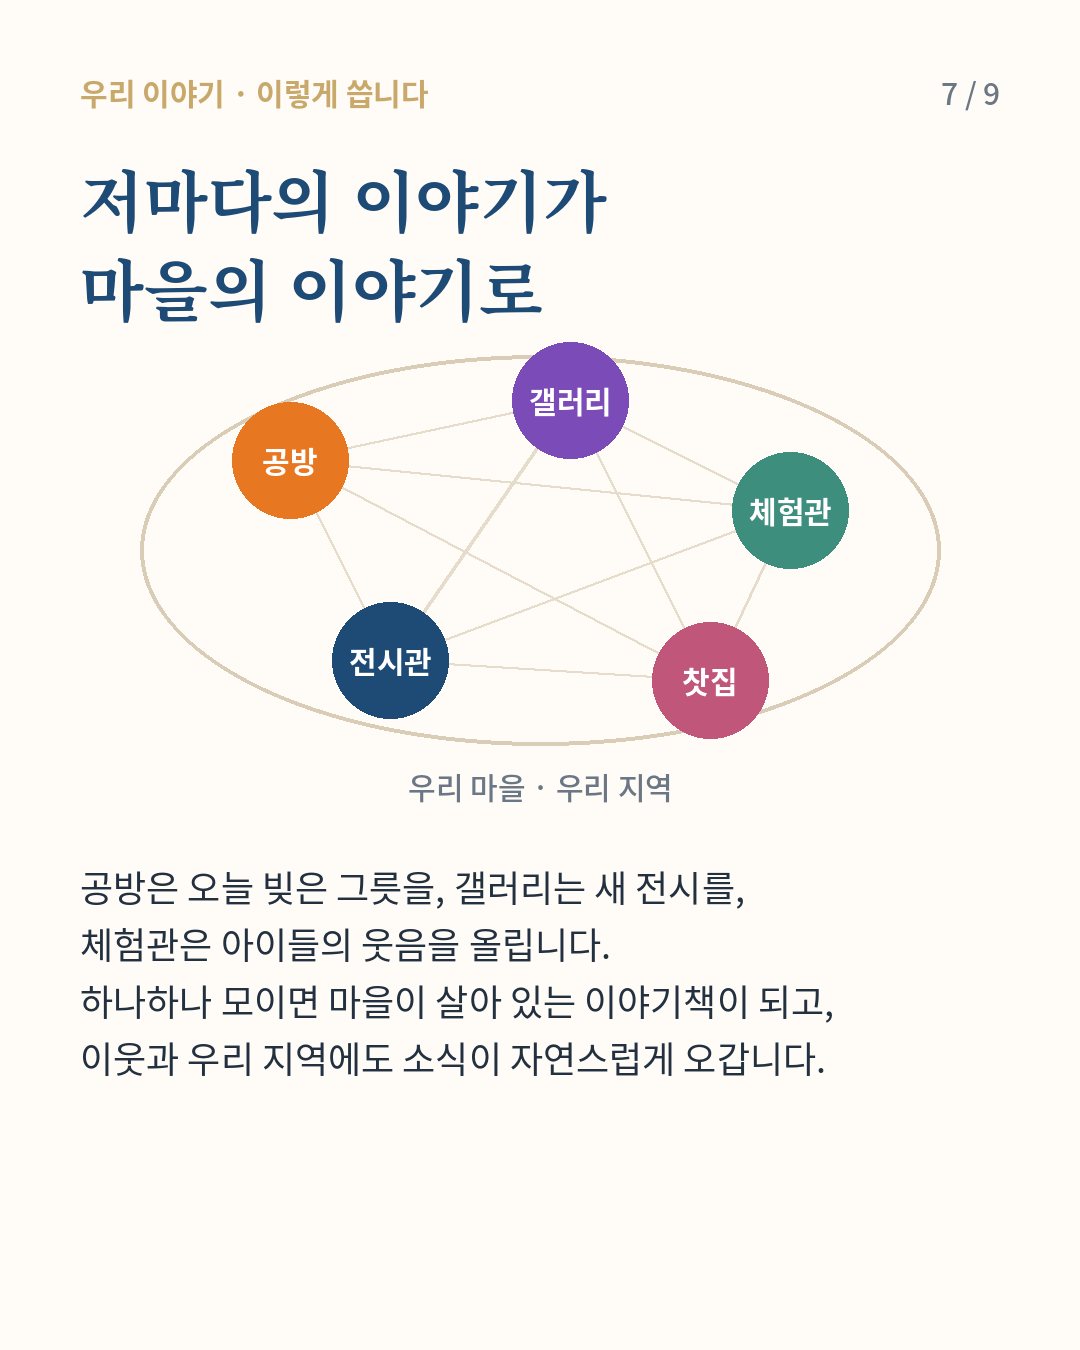 우리 이야기 · 이렇게 씁니다
7 / 9
저마다의 이야기가
마을의 이야기로
갤러리
공방
체험관
전시관
찻집
우리 마을 · 우리 지역
공방은 오늘 빚은 그릇을, 갤러리는 새 전시를,
체험관은 아이들의 웃음을 올립니다.
하나하나 모이면 마을이 살아 있는 이야기책이 되고,
이웃과 우리 지역에도 소식이 자연스럽게 오갑니다.